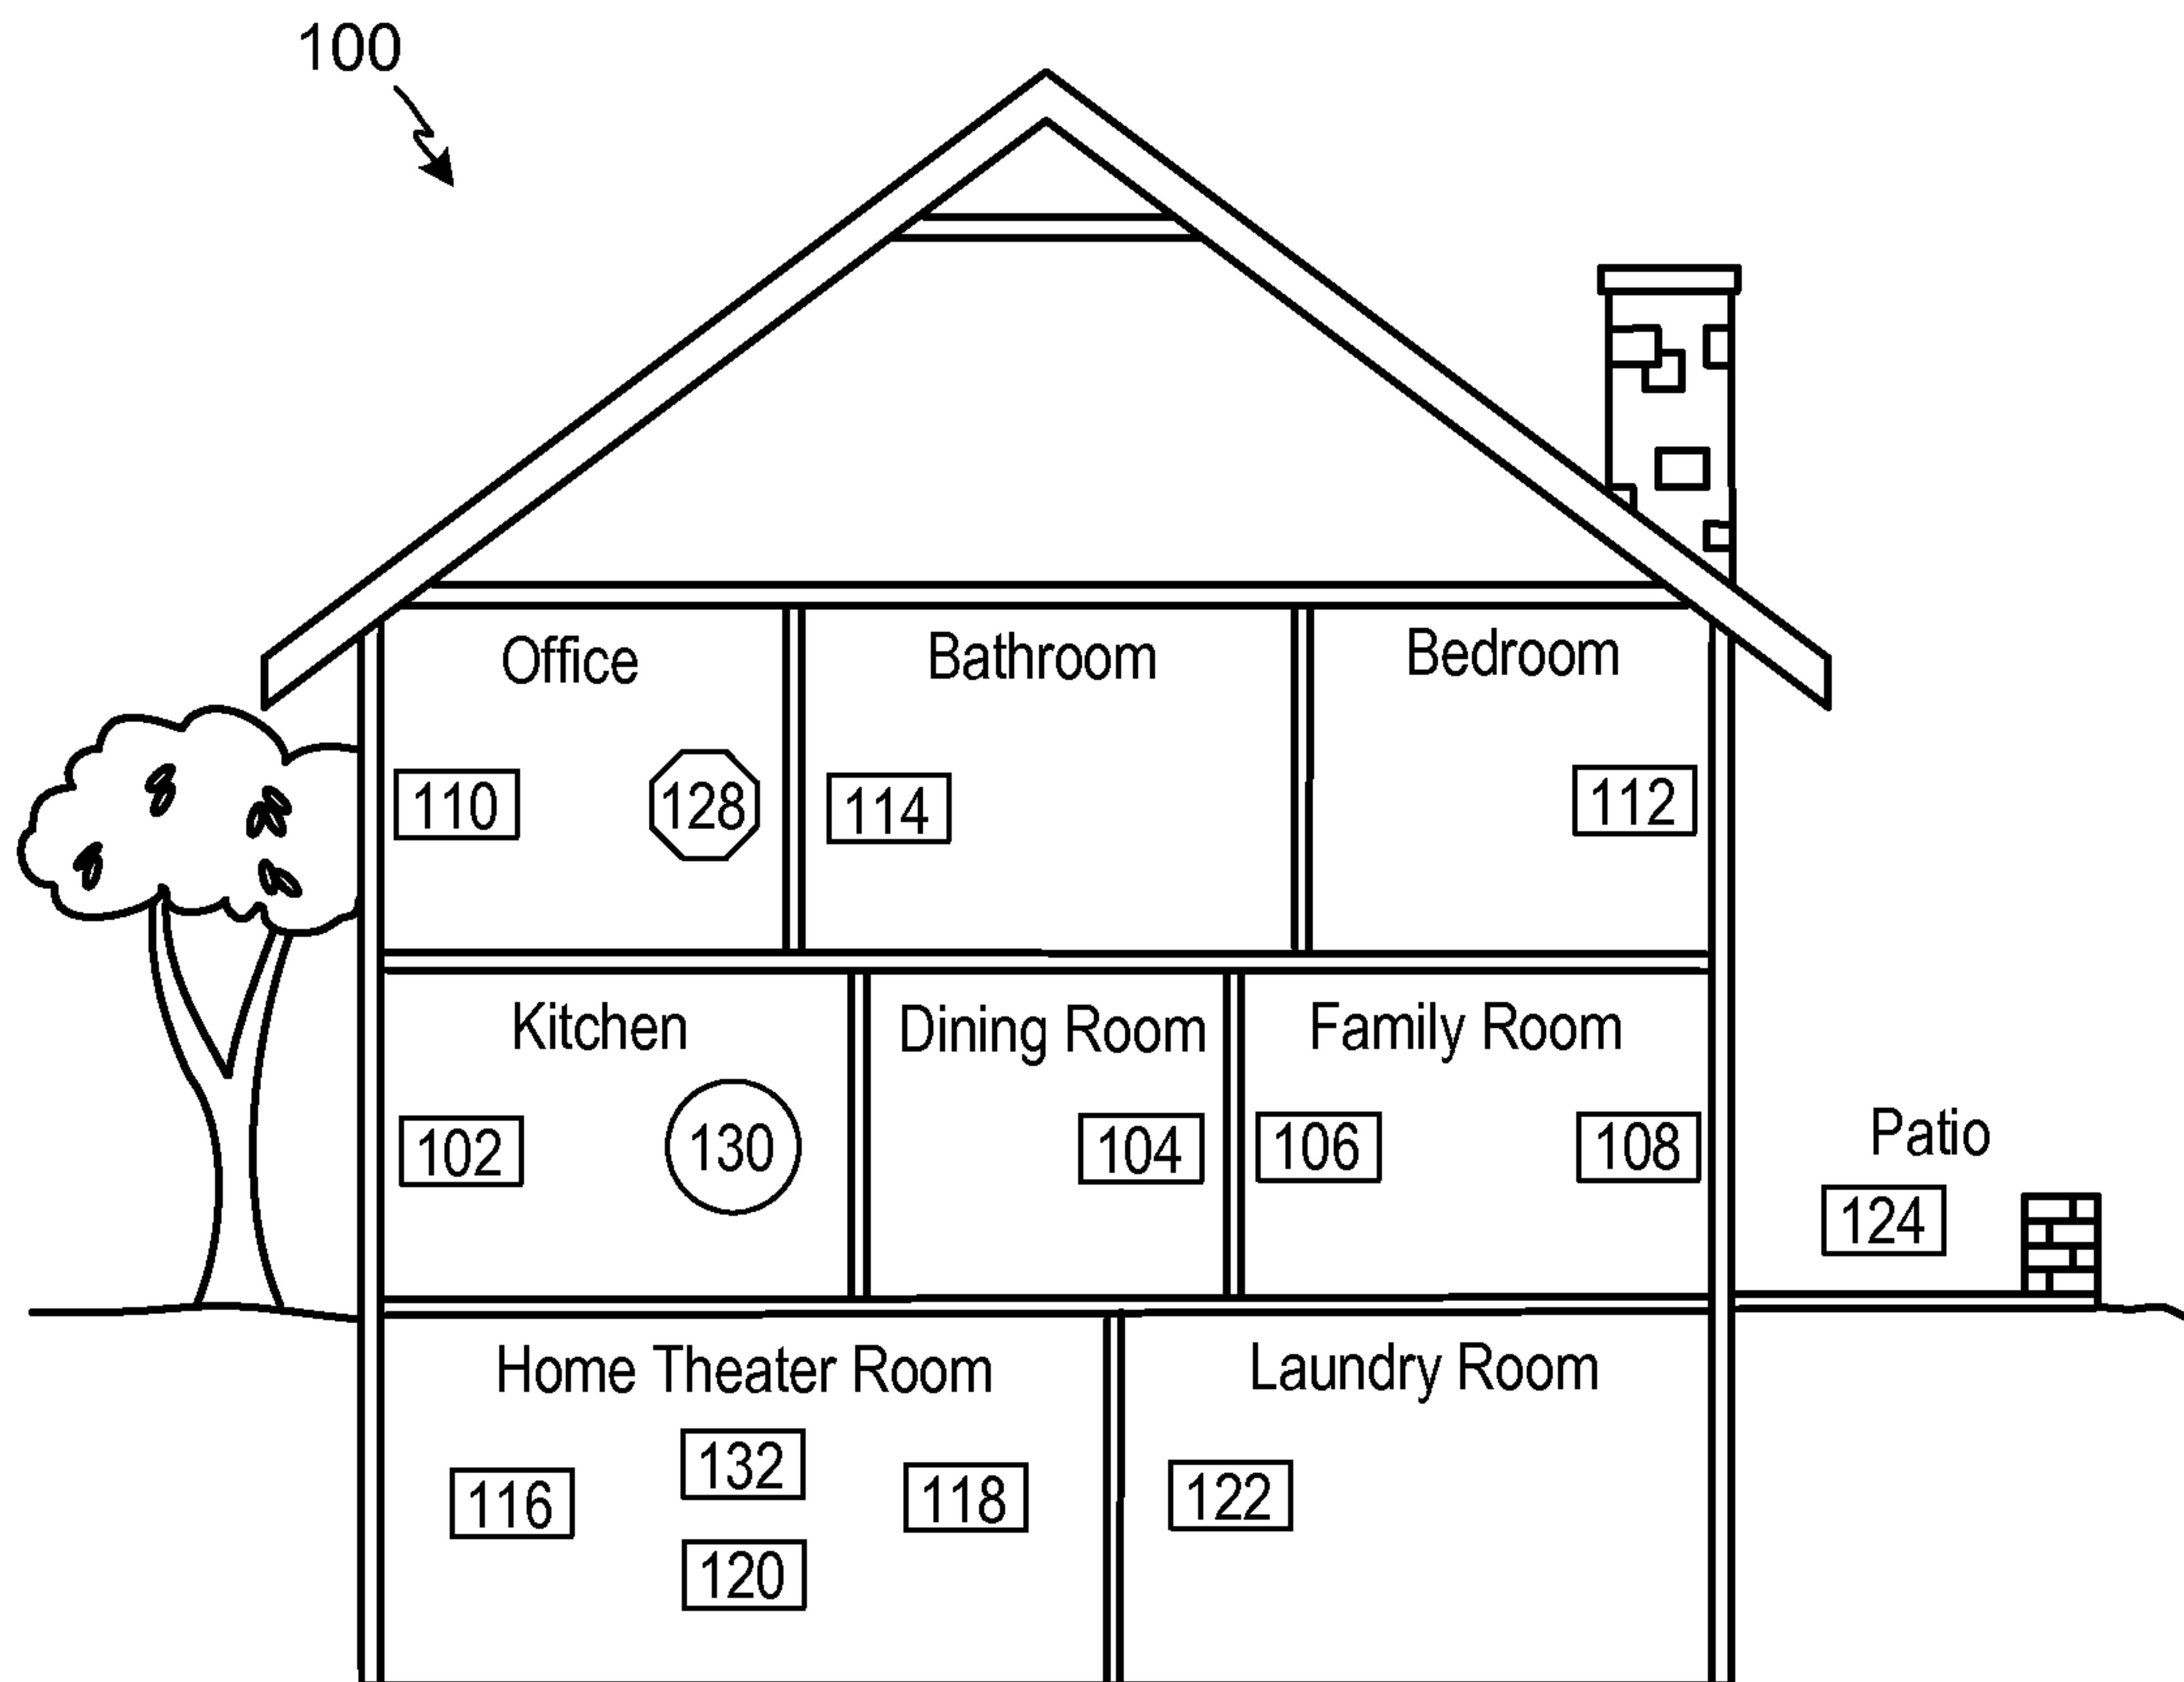 100
Office
Bathroom
Bedroom
110
128
114
112
Kitchen
Dining Room
Family Room
Patio
102
130
104
106
108
124
Home Theater Room
Laundry Room
132
116
118
122
120